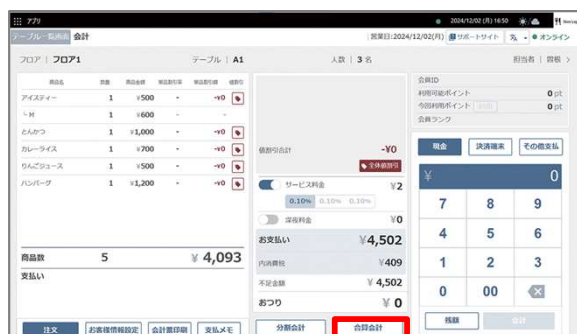 アプリ 2024/12/02 (月) 16:50
テーブル一覧画面 会計 営業日:2024/12/02(月) サポートサイト オンライン
フロア フロア1 テーブル A1 人数 3 名 担当者
商品名 数量 商品金額 単品割引率 単品割引額 値割引
アイスティー 1 ¥500 - -¥0
└ M 1 ¥600 - -
とんかつ 1 ¥1,000 - -¥0
カレーライス 1 ¥700 - -¥0
りんごジュース 1 ¥500 - -¥0
ハンバーグ 1 ¥1,200 - -¥0
商品数 5 ¥ 4,093
支払い
注文 お客様情報設定 会計票印刷 支払メモ
値割引合計 -¥0
全体値割引
サービス料金 ¥2
0.10% 0.10% 0.10%
深夜料金 ¥0
お支払い ¥4,502
内消費税 ¥409
不足金額 ¥ 4,502
おつり ¥ 0
分割会計 合算会計
会員ID
利用可能ポイント 0 pt
今回利用ポイント 0 pt
会員ランク
現金 決済端末 その他支払
¥ 0
7 8 9
4 5 6
1 2 3
0 00
残額 会計